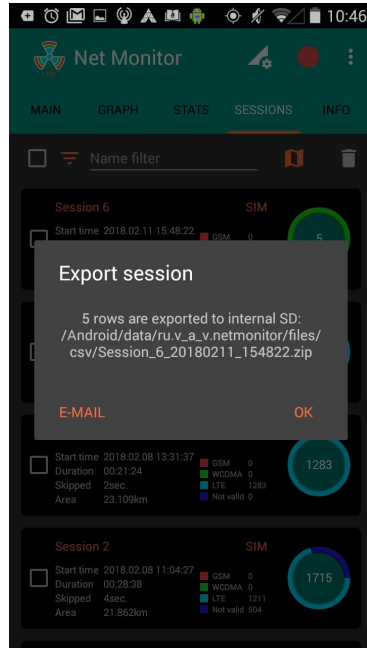 10:46
Net Monitor
LITE
MAIN GRAPH STATS SESSIONS INFO
Name filter
Session 6 SIM
Start time 2018.02.11 15:48:22
GSM 0
5
Export session
5 rows are exported to internal SD:
/Android/data/ru.v_a_v.netmonitor/files/
csv/Session_6_20180211_154822.zip
E-MAIL OK
Start time 2018.02.08 13:31:37
Duration 00:21:24
Skipped 2sec.
Area 23.109km
GSM 0
WCDMA 0
LTE 1283
Not valid 0
1283
Session 2 SIM
Start time 2018.02.08 11:04:27
Duration 00:28:38
Skipped 4sec.
Area 21.862km
GSM 0
WCDMA 0
LTE 1211
Not valid 504
1715